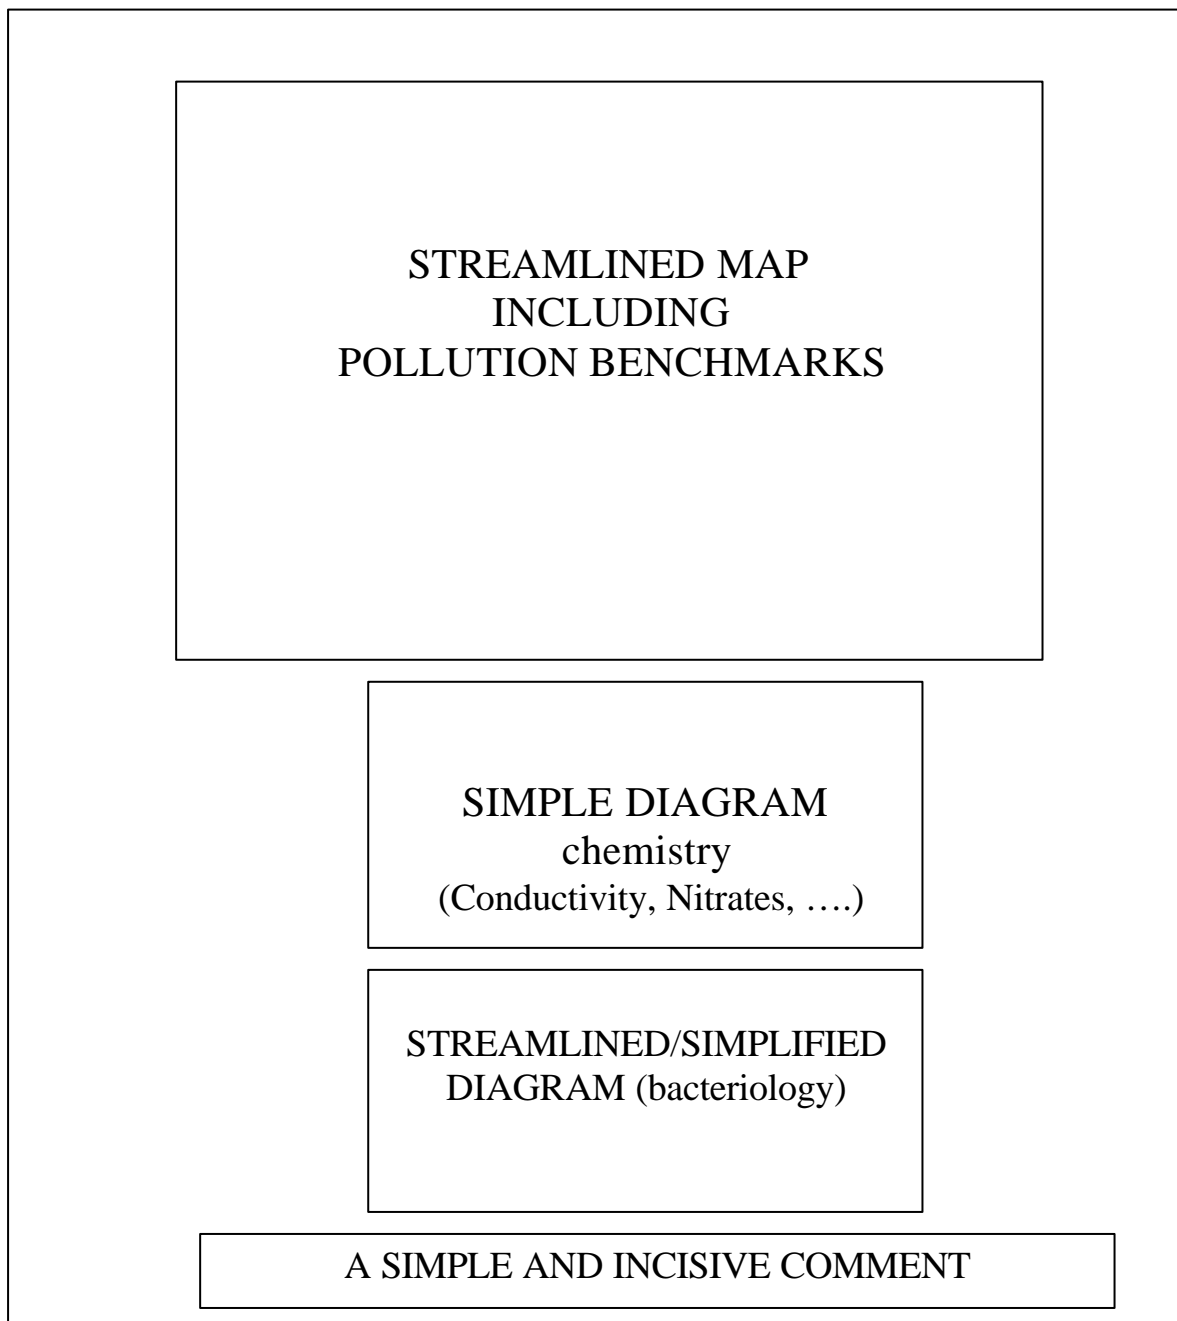 STREAMLINED MAP
INCLUDING
POLLUTION BENCHMARKS
SIMPLE DIAGRAM
chemistry
(Conductivity, Nitrates, ….)
STREAMLINED/SIMPLIFIED
DIAGRAM (bacteriology)
A SIMPLE AND INCISIVE COMMENT